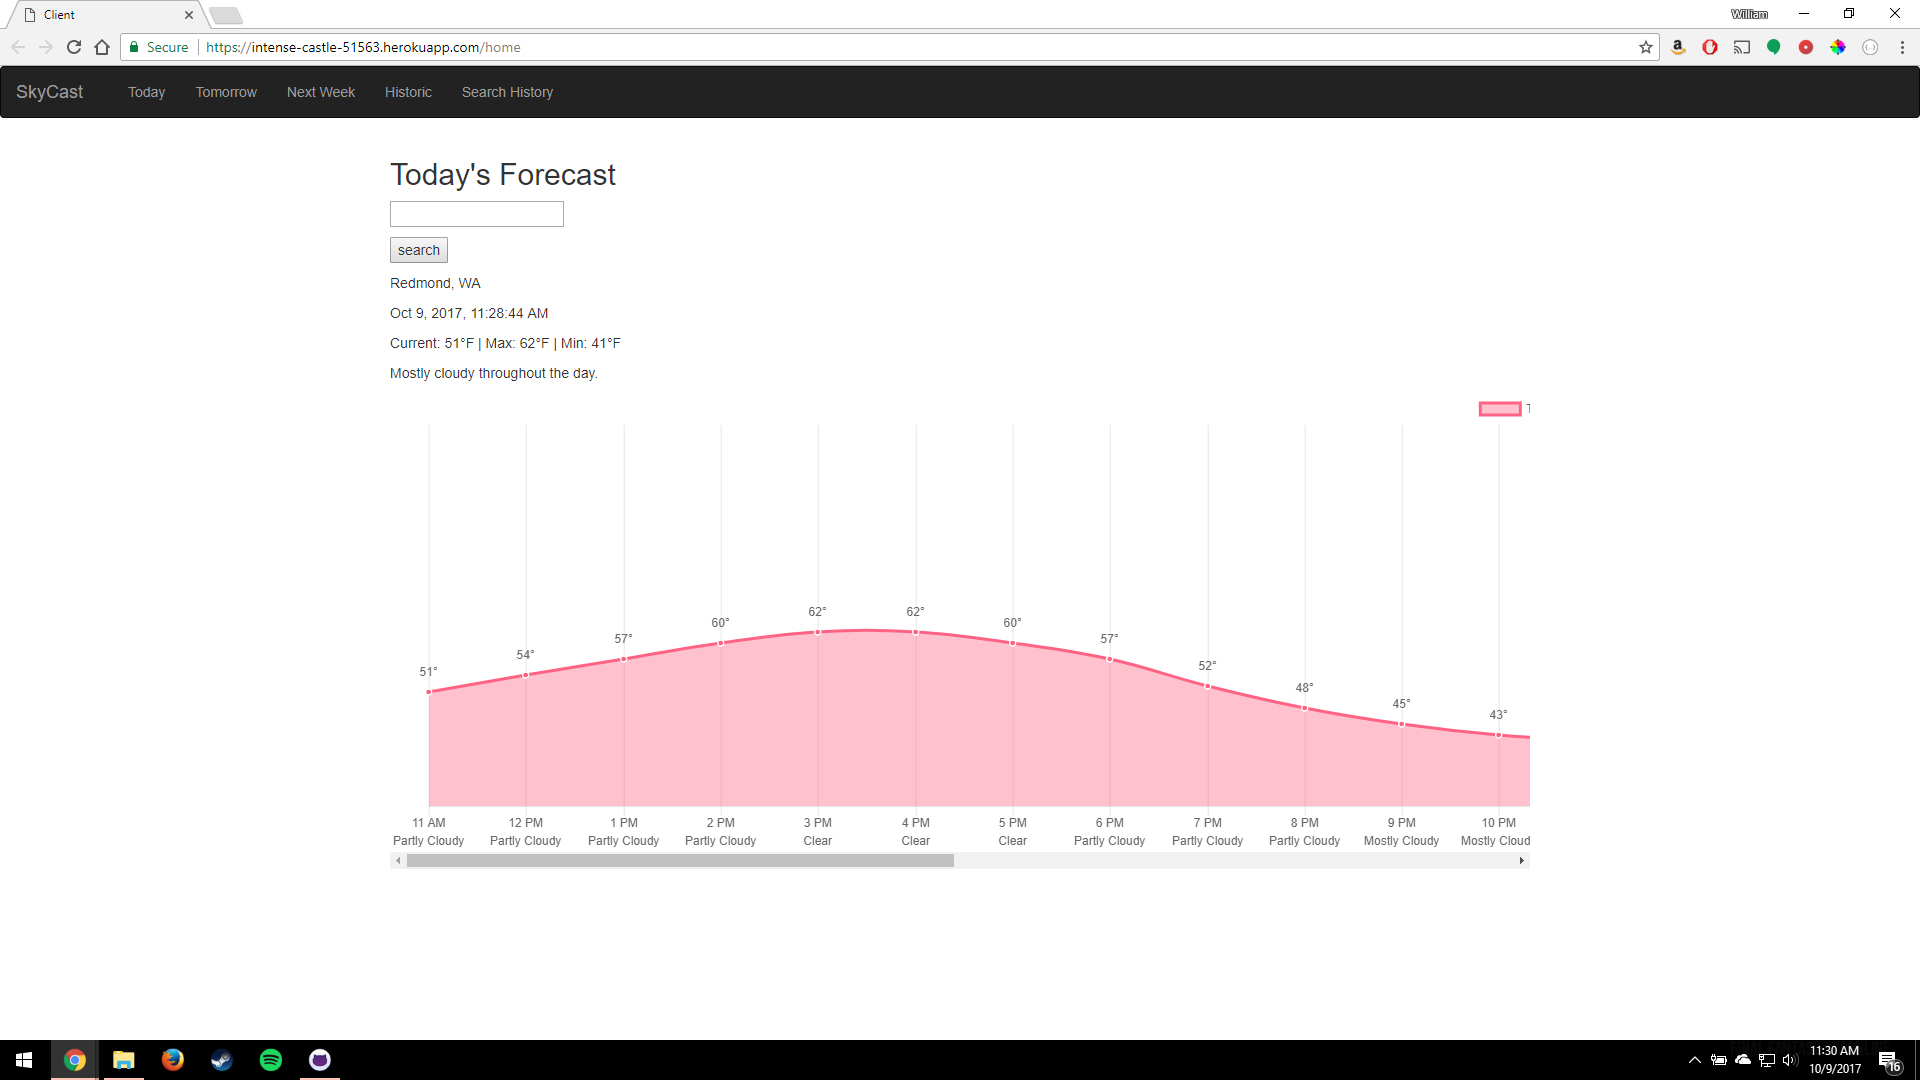 Client
William
Secure https://intense-castle-51563.herokuapp.com/home
SkyCast Today Tomorrow Next Week Historic Search History
Today's Forecast
search
Redmond, WA
Oct 9, 2017, 11:28:44 AM
Current: 51°F | Max: 62°F | Min: 41°F
Mostly cloudy throughout the day.
51° 54° 57° 60° 62° 62° 60° 57° 52° 48° 45° 43°
11 AM 12 PM 1 PM 2 PM 3 PM 4 PM 5 PM 6 PM 7 PM 8 PM 9 PM 10 PM
Partly Cloudy Partly Cloudy Partly Cloudy Partly Cloudy Clear Clear Clear Partly Cloudy Partly Cloudy Partly Cloudy Mostly Cloudy Mostly Cloud
11:30 AM
10/9/2017
16